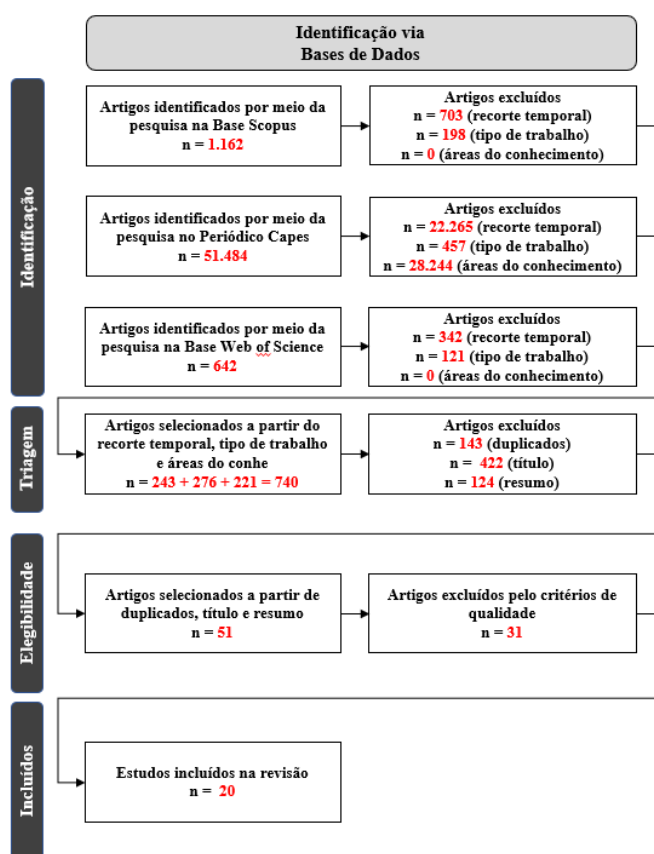 Identificação via
Bases de Dados
Identificação
Artigos identificados por meio da
pesquisa na Base Scopus
n = 1.162
Artigos excluídos
n = 703 (recorte temporal)
n = 198 (tipo de trabalho)
n = 0 (áreas do conhecimento)
Artigos identificados por meio da
pesquisa no Periódico Capes
n = 51.484
Artigos excluídos
n = 22.265 (recorte temporal)
n = 457 (tipo de trabalho)
n = 28.244 (áreas do conhecimento)
Artigos identificados por meio da
pesquisa na Base Web of Science
n = 642
Artigos excluídos
n = 342 (recorte temporal)
n = 121 (tipo de trabalho)
n = 0 (áreas do conhecimento)
Triagem
Artigos selecionados a partir do
recorte temporal, tipo de trabalho
e áreas do conhe
n = 243 + 276 + 221 = 740
Artigos excluídos
n = 143 (duplicados)
n = 422 (título)
n = 124 (resumo)
Elegibilidade
Artigos selecionados a partir de
duplicados, título e resumo
n = 51
Artigos excluídos pelo critérios de
qualidade
n = 31
Incluídos
Estudos incluídos na revisão
n = 20